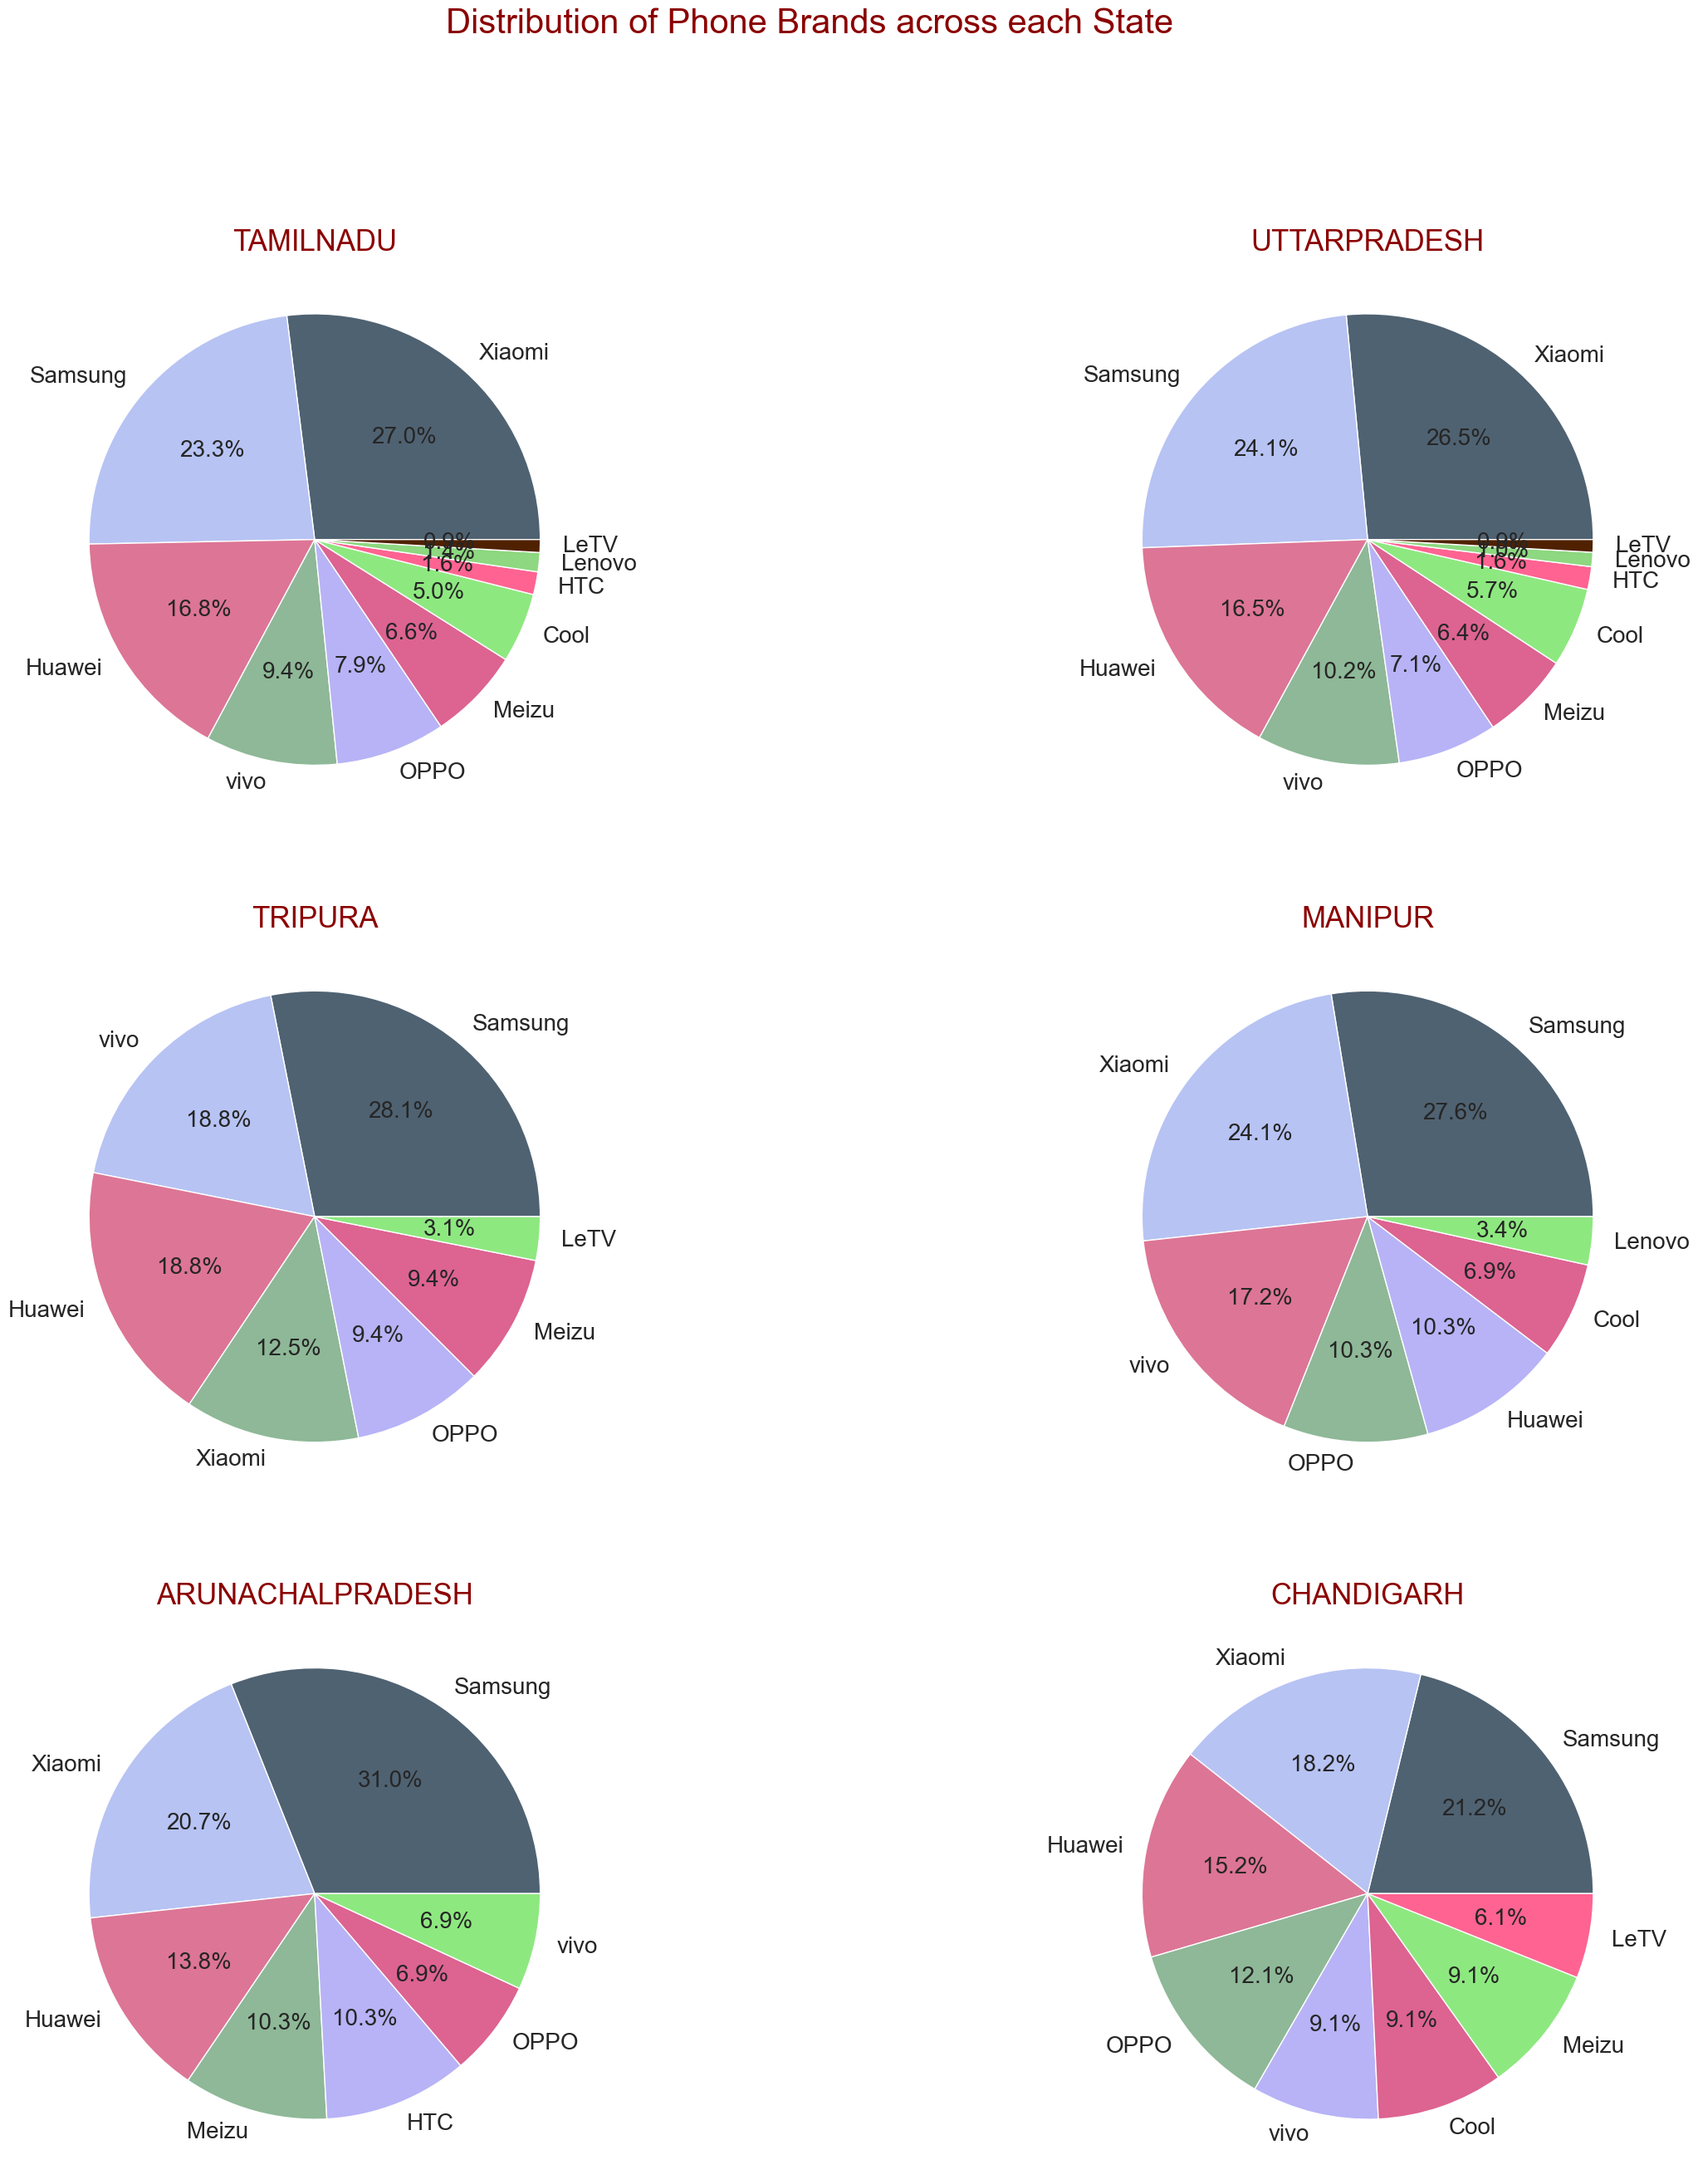 Distribution of Phone Brands across each State
TAMILNADU
Xiaomi
27.0%
Samsung
23.3%
Huawei
16.8%
vivo
9.4%
OPPO
7.9%
Meizu
6.6%
Cool
5.0%
HTC
1.6%
Lenovo
1.4%
LeTV
0.9%
UTTARPRADESH
Xiaomi
26.5%
Samsung
24.1%
Huawei
16.5%
vivo
10.2%
OPPO
7.1%
Meizu
6.4%
Cool
5.7%
HTC
1.6%
Lenovo
LeTV
0.9%
TRIPURA
Samsung
28.1%
vivo
18.8%
Huawei
18.8%
Xiaomi
12.5%
OPPO
9.4%
Meizu
9.4%
LeTV
3.1%
MANIPUR
Samsung
27.6%
Xiaomi
24.1%
vivo
17.2%
OPPO
10.3%
Huawei
10.3%
Cool
6.9%
Lenovo
3.4%
ARUNACHALPRADESH
Samsung
31.0%
Xiaomi
20.7%
Huawei
13.8%
Meizu
10.3%
HTC
10.3%
OPPO
6.9%
vivo
6.9%
CHANDIGARH
Samsung
21.2%
Xiaomi
18.2%
Huawei
15.2%
OPPO
12.1%
vivo
9.1%
Cool
9.1%
Meizu
9.1%
LeTV
6.1%